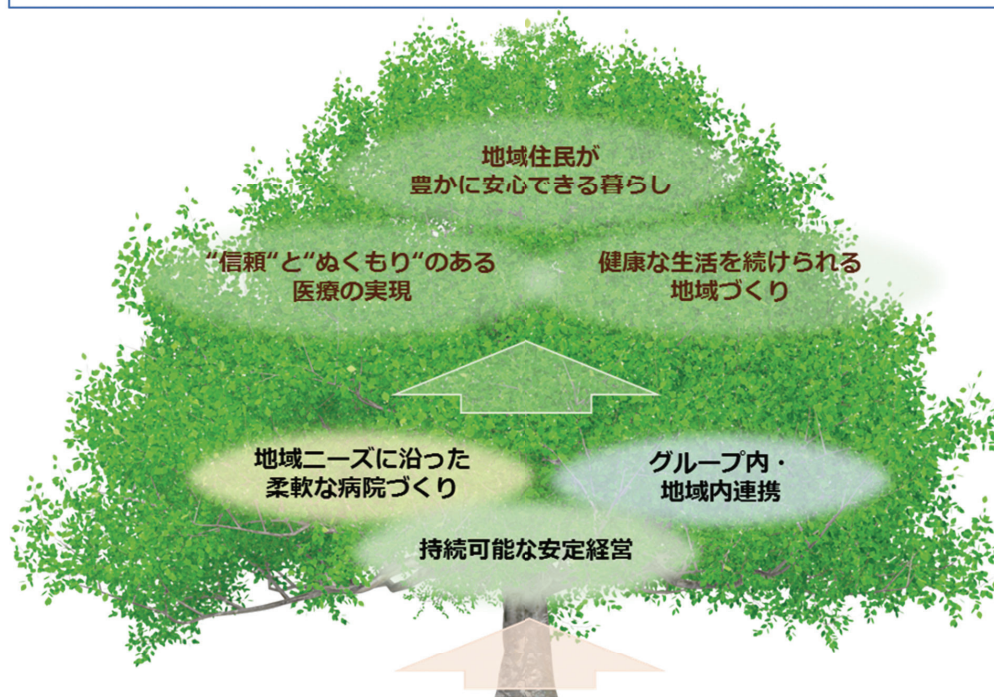 地域住民が
豊かに安心できる暮らし
“信頼“と“ぬくもり“のある
医療の実現
健康な生活を続けられる
地域づくり
地域ニーズに沿った
柔軟な病院づくり
グループ内・
地域内連携
持続可能な安定経営